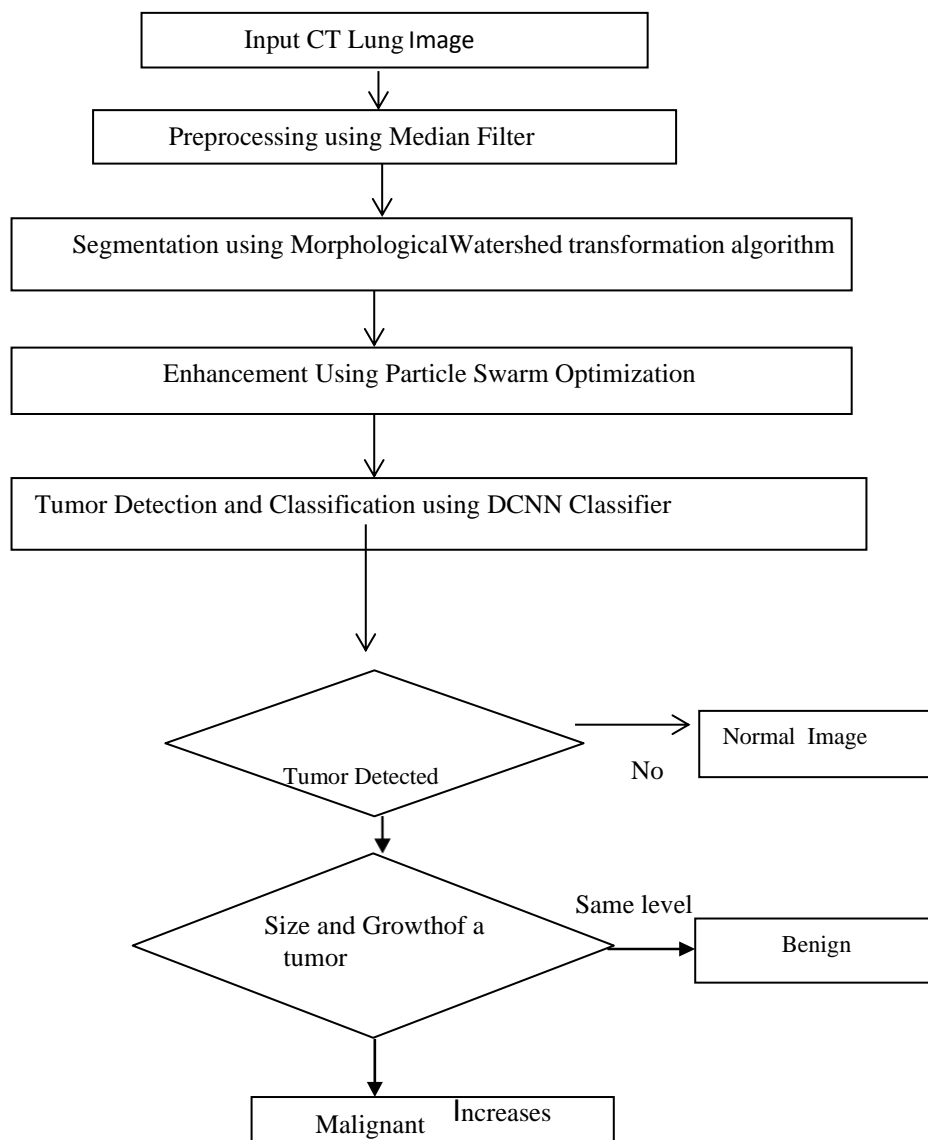 Input CT Lung Image
Preprocessing using Median Filter
Segmentation using MorphologicalWatershed transformation algorithm
Enhancement Using Particle Swarm Optimization
Tumor Detection and Classification using DCNN Classifier
Tumor Detected
No
Normal Image
Size and Growthof a
tumor
Same level
Benign
Increases
Malignant